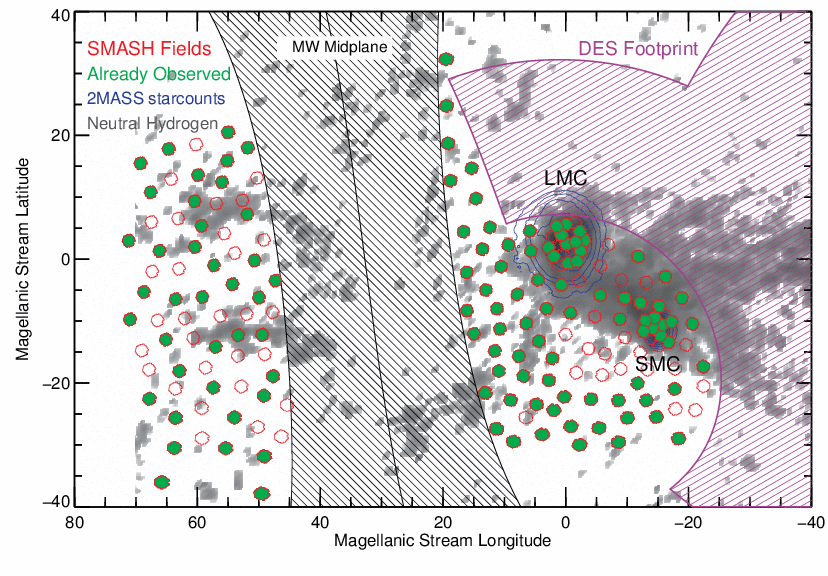 40
SMASH Fields
MW Midplane
DES Footprint
Already Observed
2MASS starcounts
Neutral Hydrogen
20
LMC
0
SMC
−20
−40
80
60
40
20
0
−20
−40
Magellanic Stream Longitude
Magellanic Stream Latitude